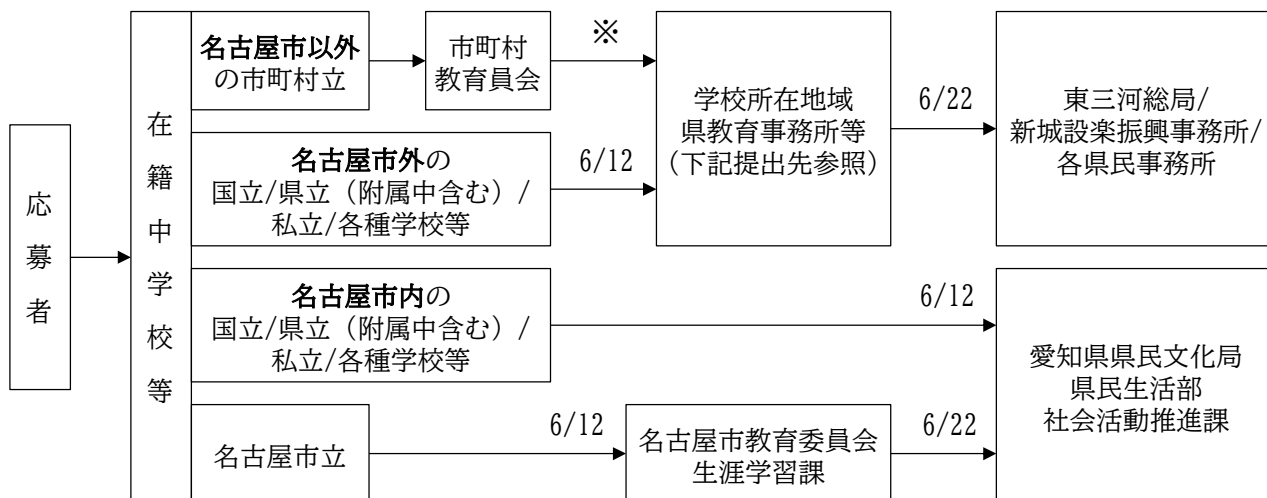 応募者
在籍中学校等
名古屋市以外
の市町村立
市町村
教育員会
※
名古屋市外の
国立/県立（附属中含む）/
私立/各種学校等
6/12
学校所在地域
県教育事務所等
（下記提出先参照）
6/22
東三河総局/
新城設楽振興事務所/
各県民事務所
名古屋市内の
国立/県立（附属中含む）/
私立/各種学校等
6/12
愛知県県民文化局
県民生活部
社会活動推進課
名古屋市立
6/12
名古屋市教育委員会
生涯学習課
6/22